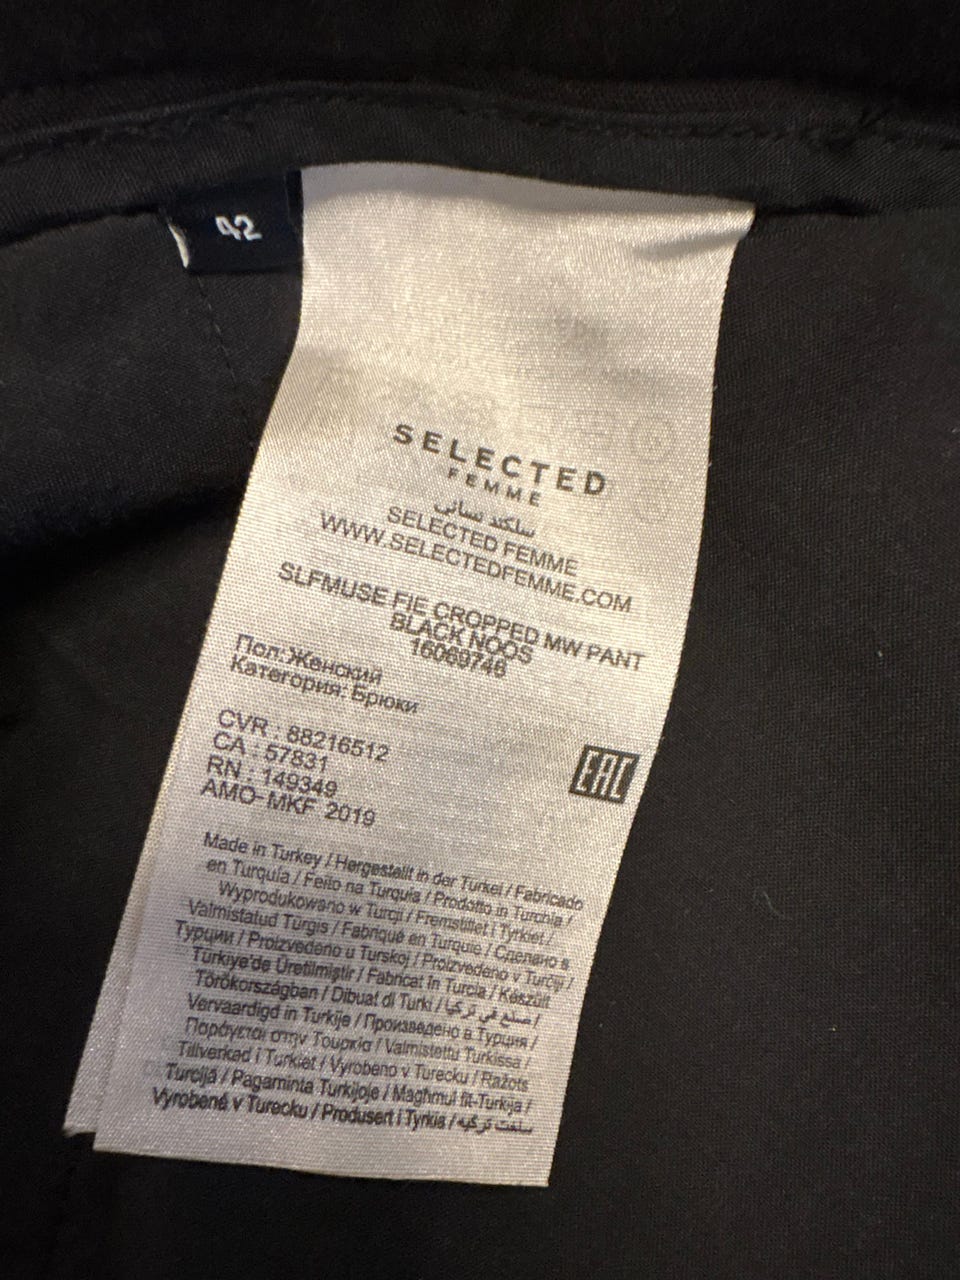 42
SELECTED
FEMME
سلكتد نسائي
SELECTED FEMME
WWW.SELECTEDFEMME.COM
SLFMUSE FIE CROPPED MW PANT
BLACK NOOS
16069746
Пол:Женский
Категория: Брюки
CVR : 88216512
CA : 57831
RN : 149349
AMO-MKF 2019
EAC
Made in Turkey / Hergestellt in der Türkei / Fabricado
en Turquía / Feito na Turquia / Prodotto in Turchia /
Wyprodukowano w Turcji / Fremstillet i Tyrkiet /
Valmistatud Türgis / Fabriqué en Turquie / Сделано в
Турции / Proizvedeno u Turskoj / Proizvedeno v Turčiji /
Türkiye'de Üretilmiştir / Fabricat în Turcia / Készült
Törökországban / Dibuat di Turki / صنع في تركيا /
Vervaardigd in Turkije / Произведено в Турция /
Παράγεται στην Τουρκία / Valmistettu Turkissa /
Tillverkad i Turkiet / Vyrobeno v Turecku / Ražots
Turcijā / Pagaminta Turkijoje / Magħmul fit-Turkija /
Vyrobené v Turecku / Produsert i Tyrkia / ساخت ترکیه